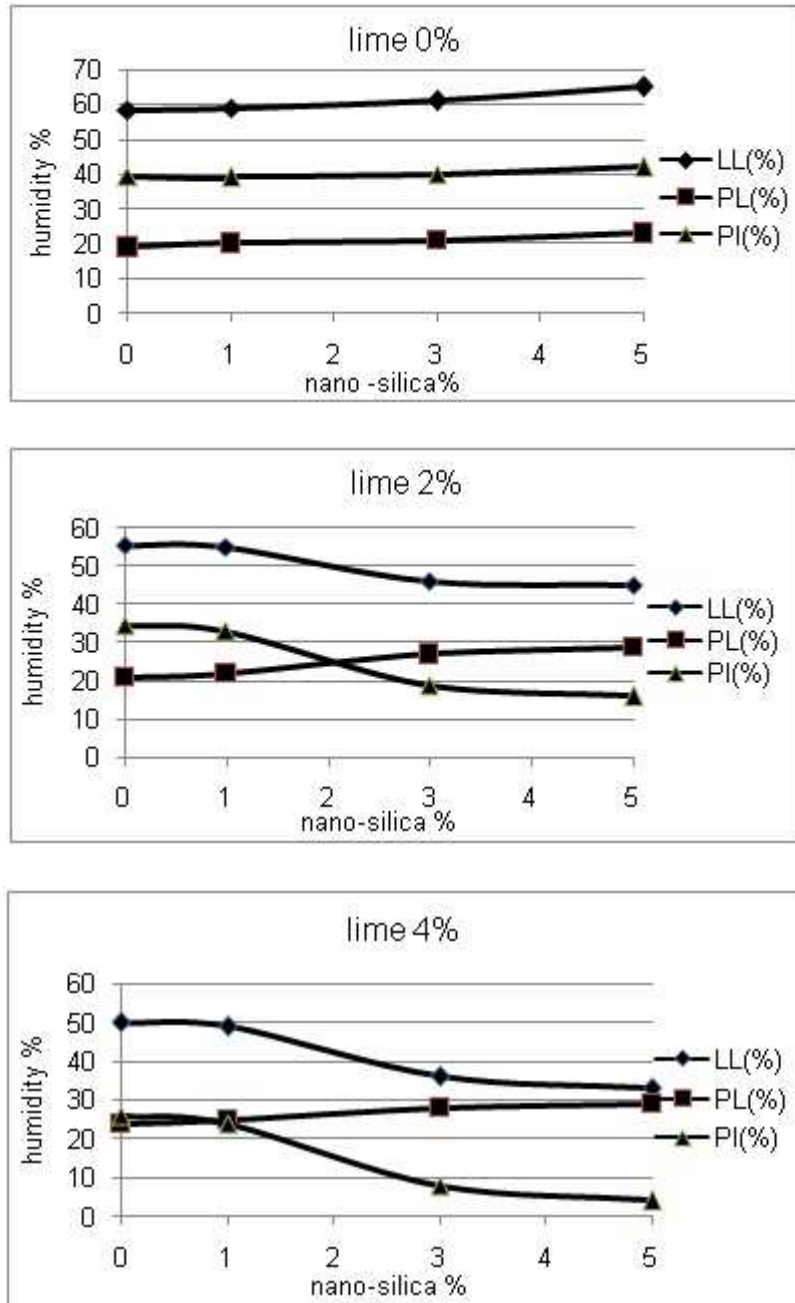 lime 0%
humidity %
70
60
50
40
30
20
10
0
0 1 2 3 4 5
nano -silica%
LL(%)
PL(%)
PI(%)
lime 2%
humidity %
60
50
40
30
20
10
0
0 1 2 3 4 5
nano-silica %
LL(%)
PL(%)
PI(%)
lime 4%
humidity %
60
50
40
30
20
10
0
0 1 2 3 4 5
nano-silica %
LL(%)
PL(%)
PI(%)